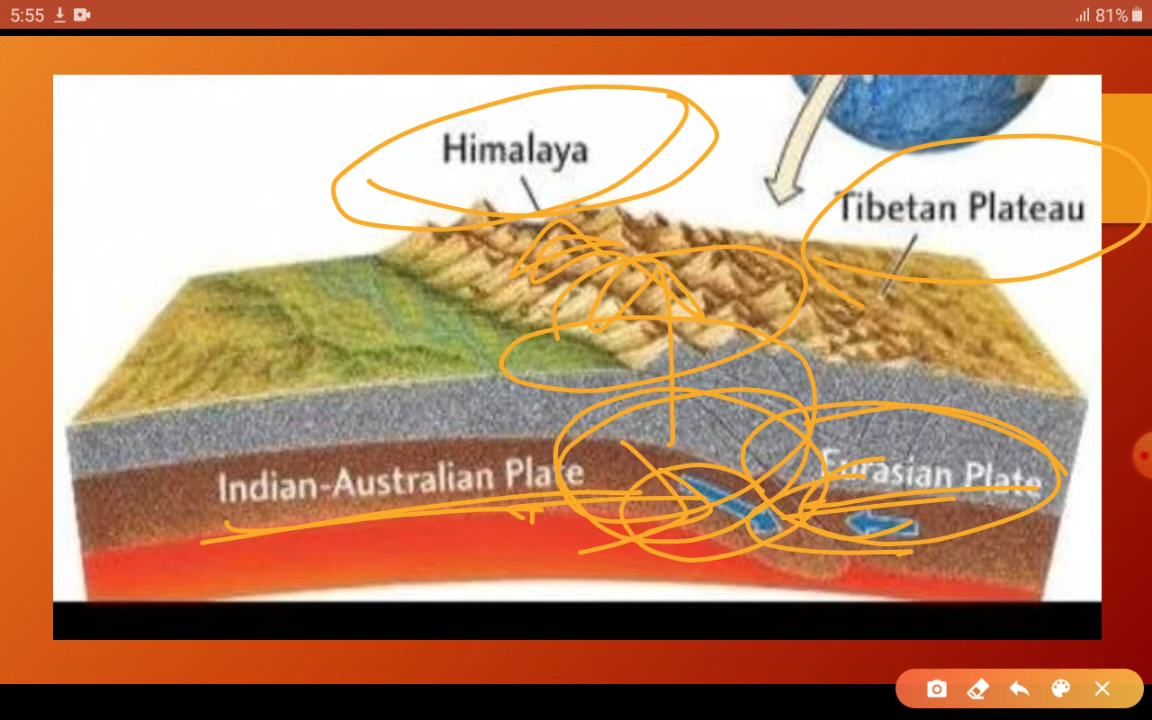 5:55
81%
Himalaya
Tibetan Plateau
Indian-Australian Plate
Eurasian Plate